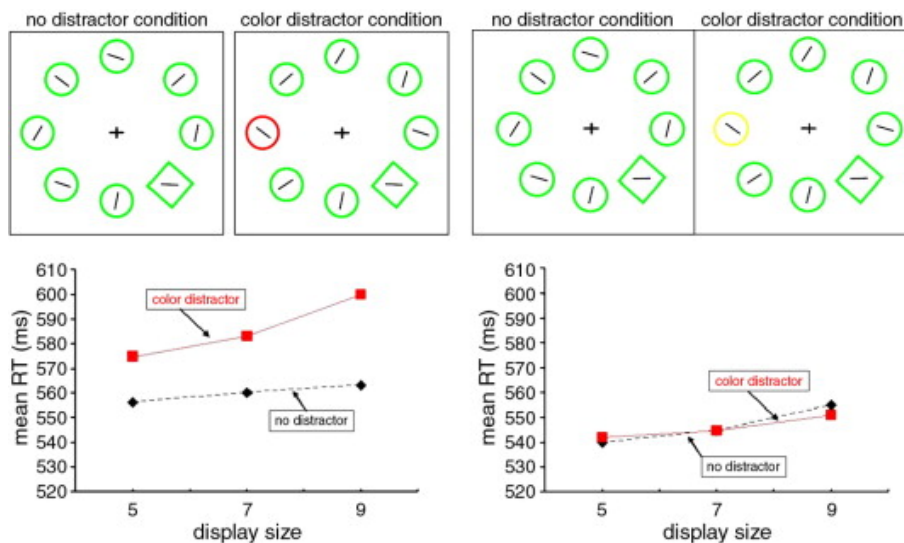 no distractor condition
color distractor condition
no distractor condition
color distractor condition
610
600
590
580
570
560
550
540
530
520
mean RT (ms)
color distractor
no distractor
5
7
9
display size
610
600
590
580
570
560
550
540
530
520
mean RT (ms)
color distractor
no distractor
5
7
9
display size